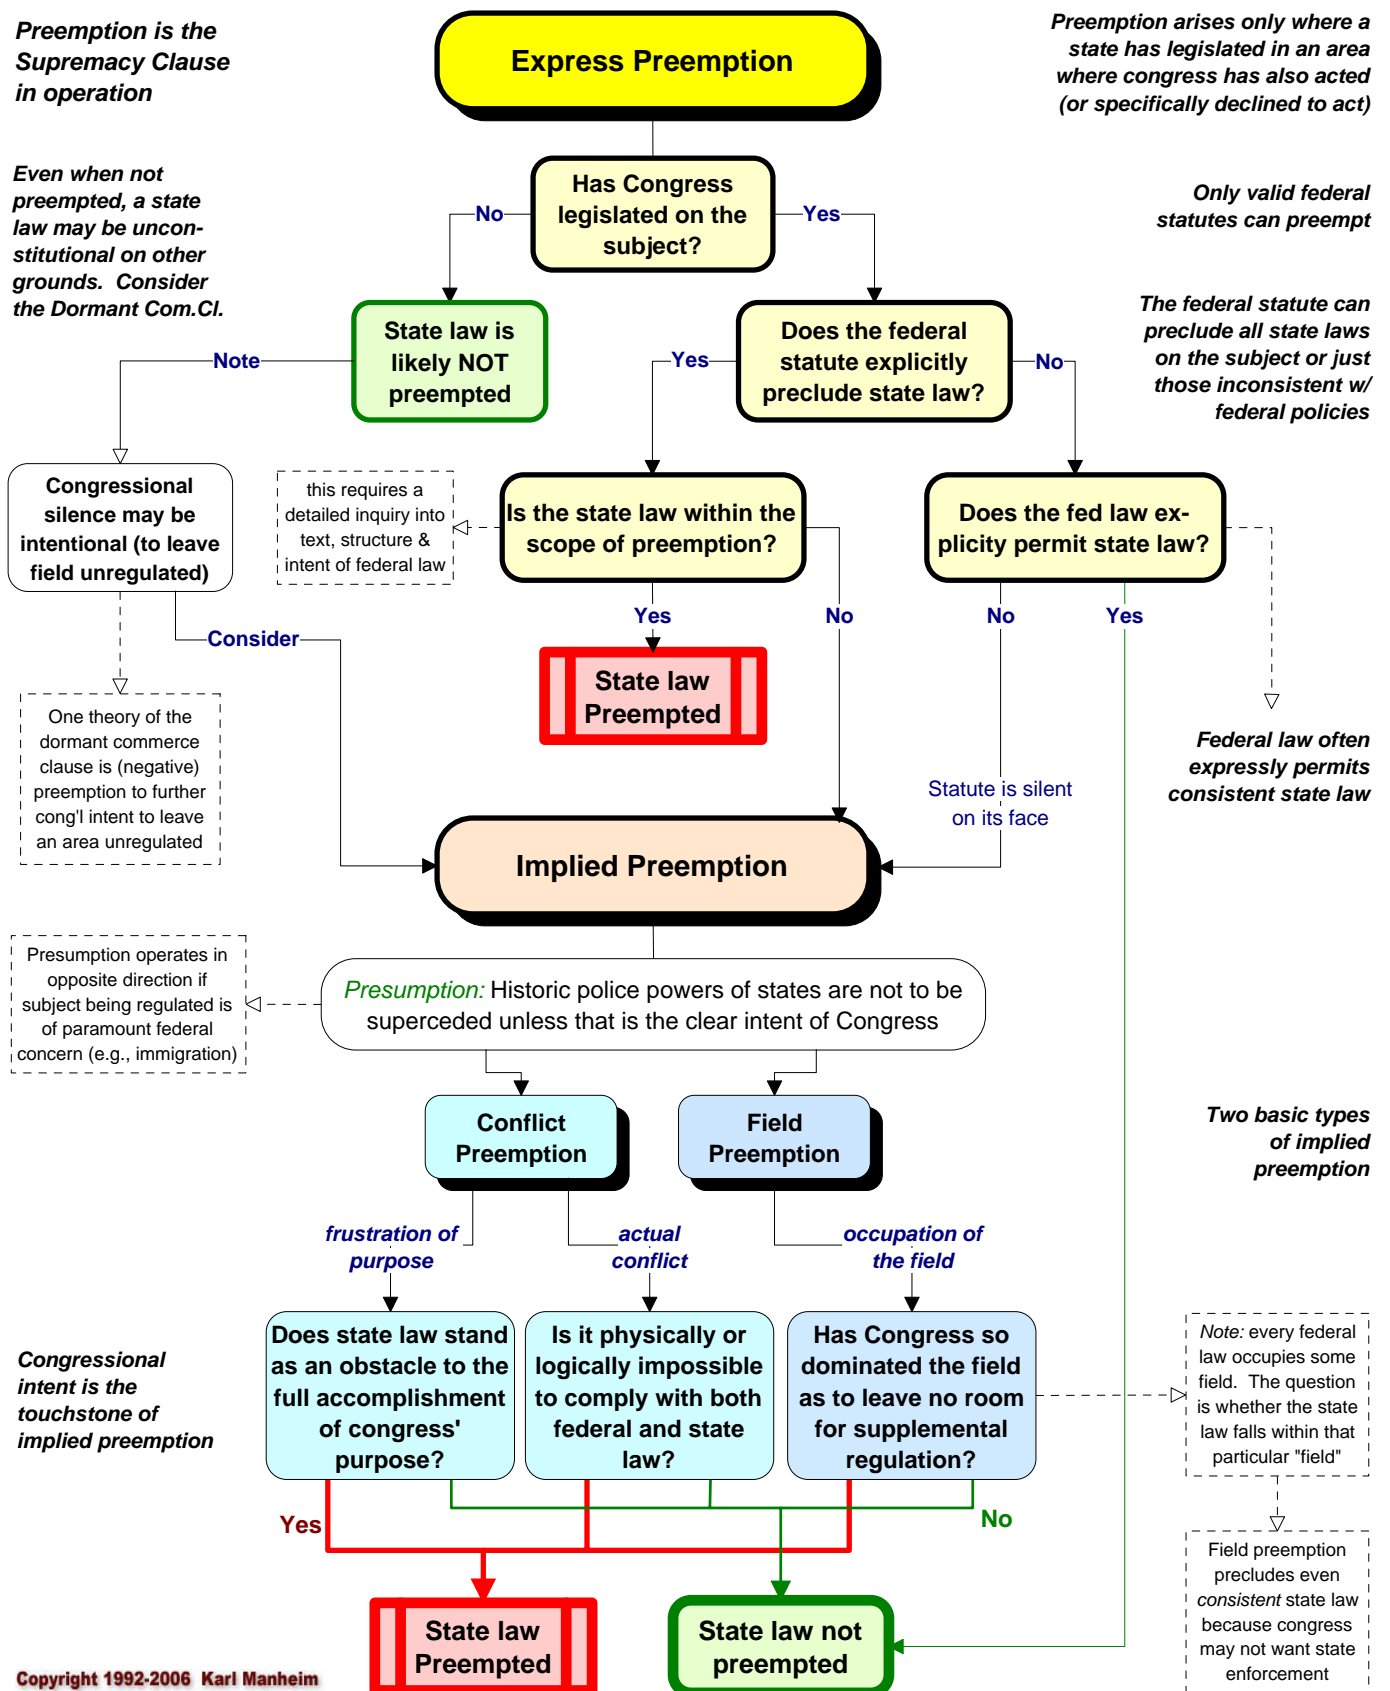 Preemption is the
Supremacy Clause
in operation
Express Preemption
Preemption arises only where a
state has legislated in an area
where congress has also acted
(or specifically declined to act)
Even when not
preempted, a state
law may be uncon-
stitutional on other
grounds.  Consider
the Dormant Com.Cl.
Has Congress
legislated on the
subject?
No
Yes
Only valid federal
statutes can preempt
State law is
likely NOT
preempted
Note
Does the federal
statute explicitly
preclude state law?
Yes
No
The federal statute can
preclude all state laws
on the subject or just
those inconsistent w/
federal policies
Congressional
silence may be
intentional (to leave
field unregulated)
this requires a
detailed inquiry into
text, structure &
intent of federal law
Is the state law within the
scope of preemption?
Does the fed law ex-
plicity permit state law?
Consider
Yes
No
No
Yes
State law
Preempted
One theory of the
dormant commerce
clause is (negative)
preemption to further
cong'l intent to leave
an area unregulated
Federal law often
expressly permits
consistent state law
Statute is silent
on its face
Implied Preemption
Presumption operates in
opposite direction if
subject being regulated is
of paramount federal
concern (e.g., immigration)
Presumption: Historic police powers of states are not to be
superceded unless that is the clear intent of Congress
Conflict
Preemption
Field
Preemption
Two basic types
of implied
preemption
frustration of
purpose
actual
conflict
occupation of
the field
Congressional
intent is the
touchstone of
implied preemption
Does state law stand
as an obstacle to the
full accomplishment
of congress'
purpose?
Is it physically or
logically impossible
to comply with both
federal and state
law?
Has Congress so
dominated the field
as to leave no room
for supplemental
regulation?
Note: every federal
law occupies some
field.  The question
is whether the state
law falls within that
particular "field"
Yes
No
Field preemption
precludes even
consistent state law
because congress
may not want state
enforcement
State law
Preempted
State law not
preempted
Copyright 1992-2006  Karl Manheim